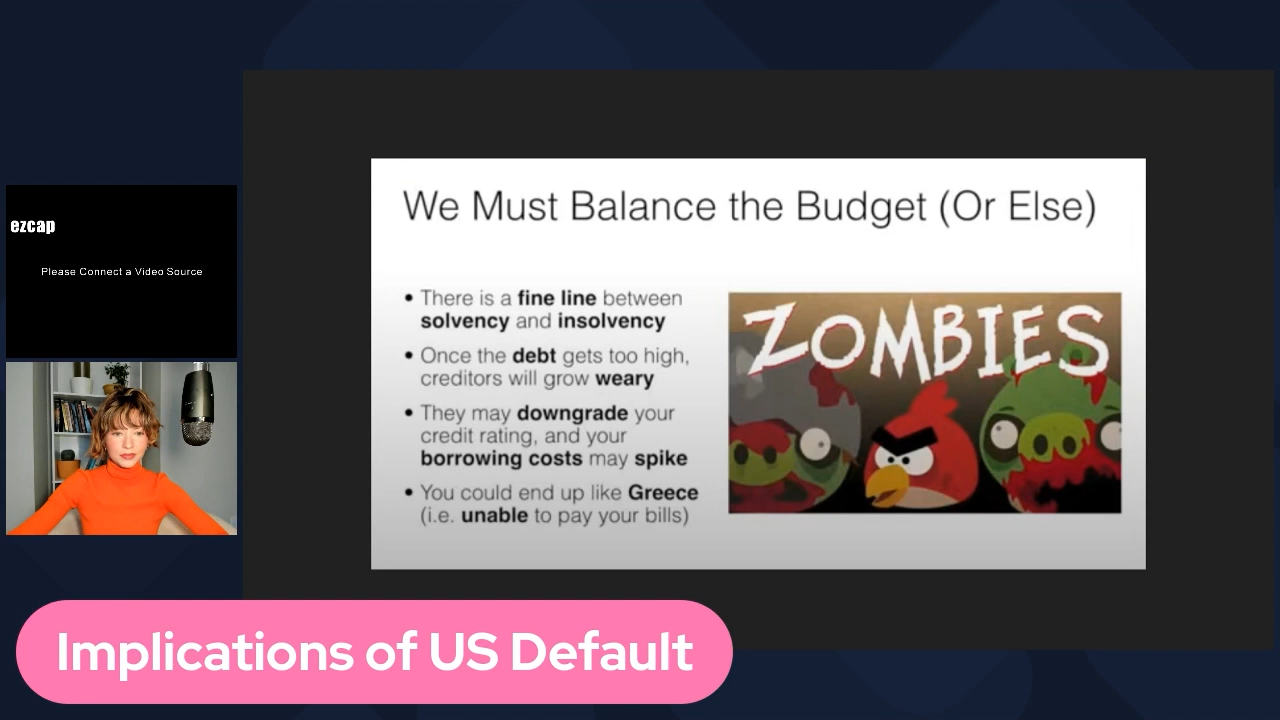 ezcap
Please Connect a Video Source
We Must Balance the Budget (Or Else)
• There is a fine line between
solvency and insolvency
• Once the debt gets too high,
creditors will grow weary
• They may downgrade your
credit rating, and your
borrowing costs may spike
• You could end up like Greece
(i.e. unable to pay your bills)
ZOMBIES
Implications of US Default